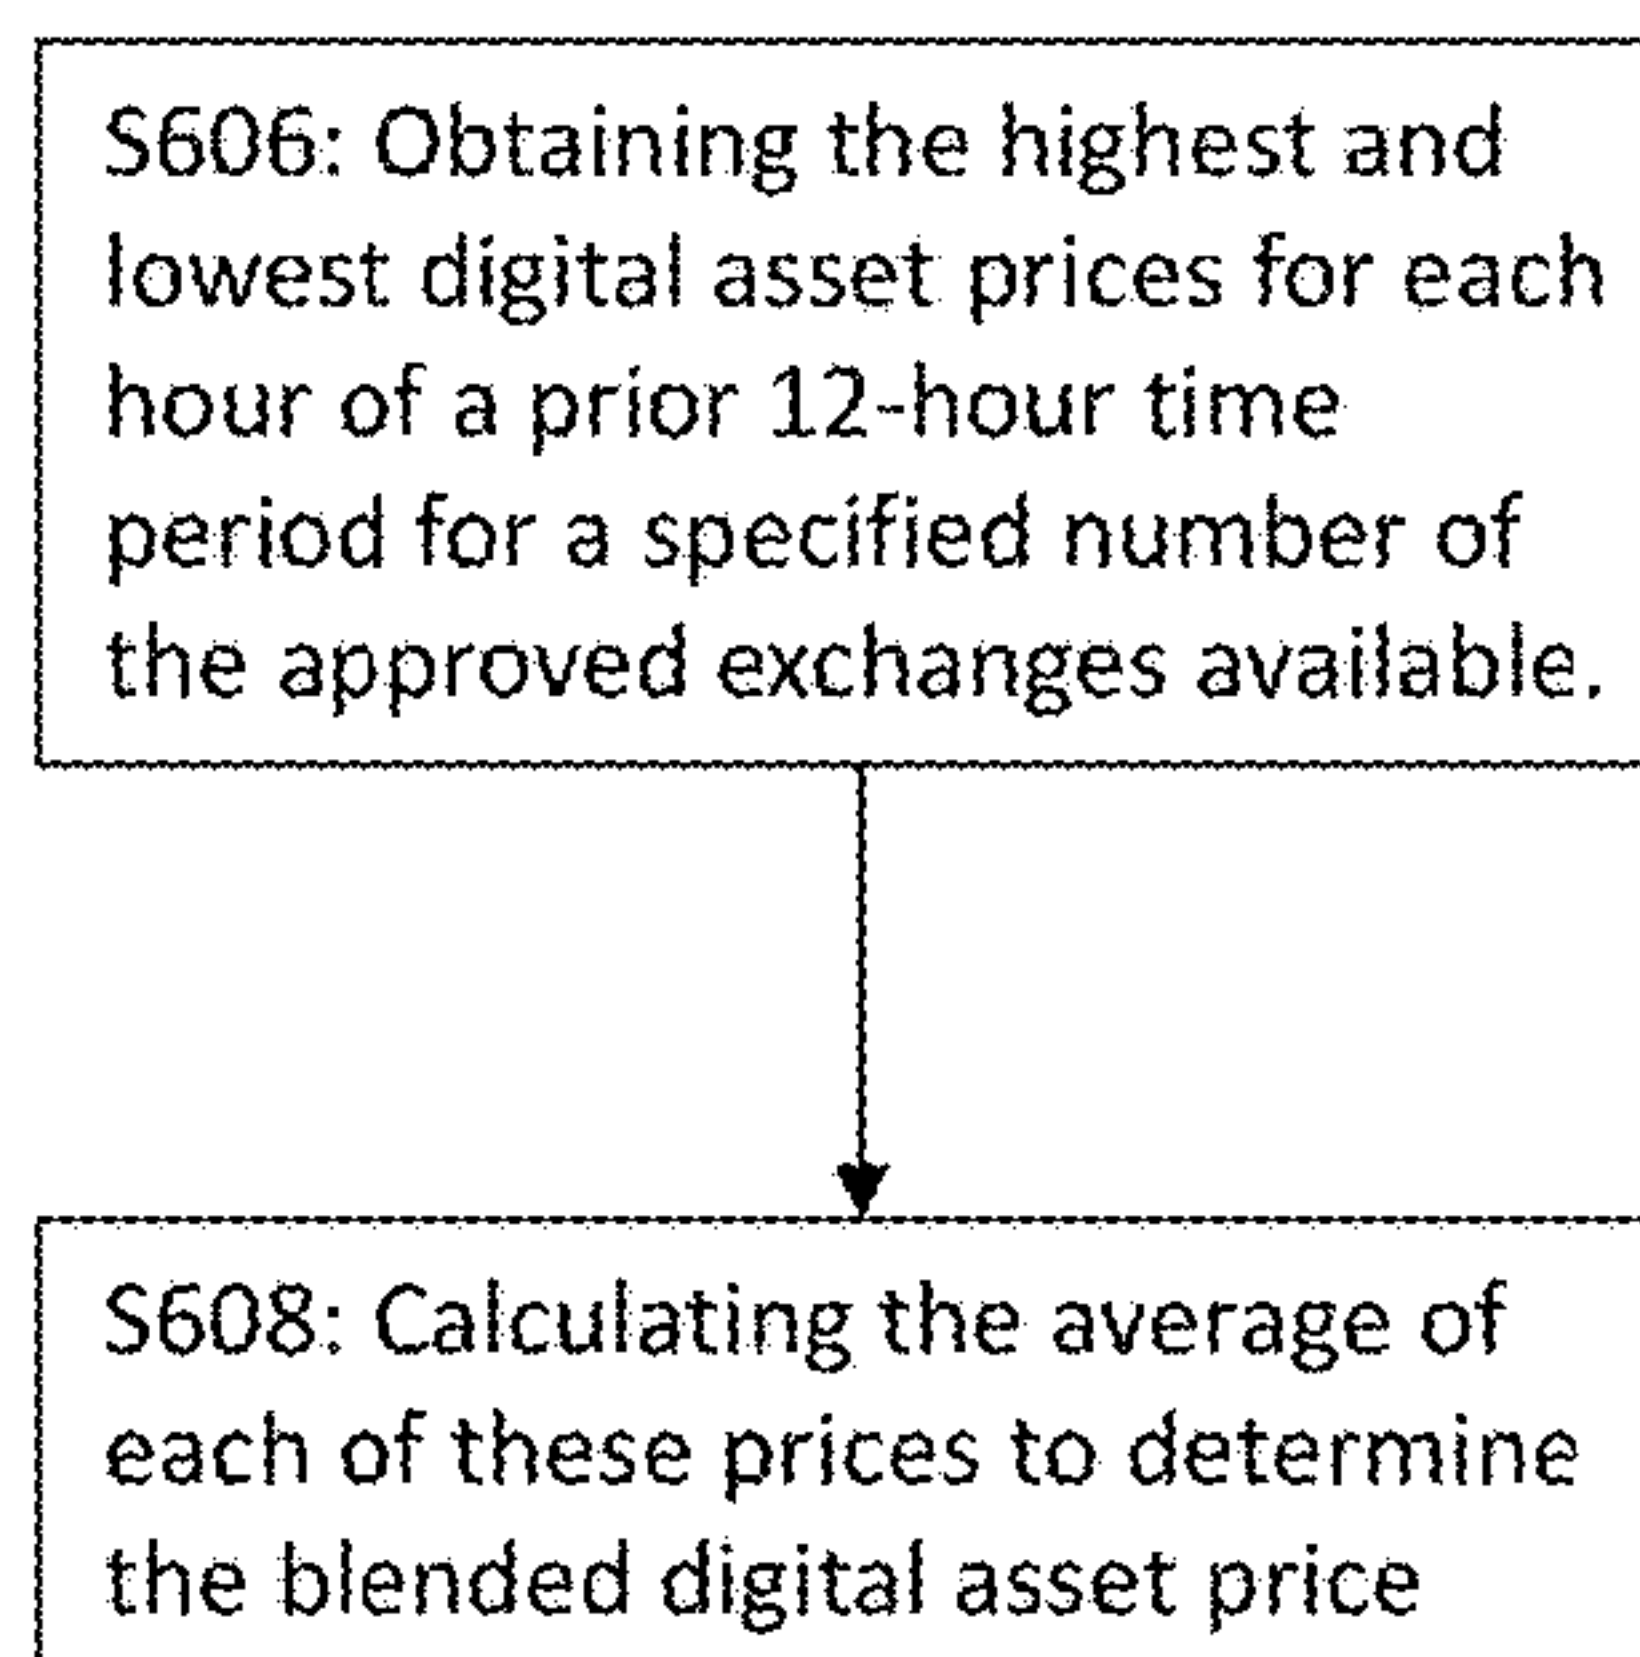 S606: Obtaining the highest and
lowest digital asset prices for each
hour of a prior 12-hour time
period for a specified number of
the approved exchanges available.
S608: Calculating the average of
each of these prices to determine
the blended digital asset price